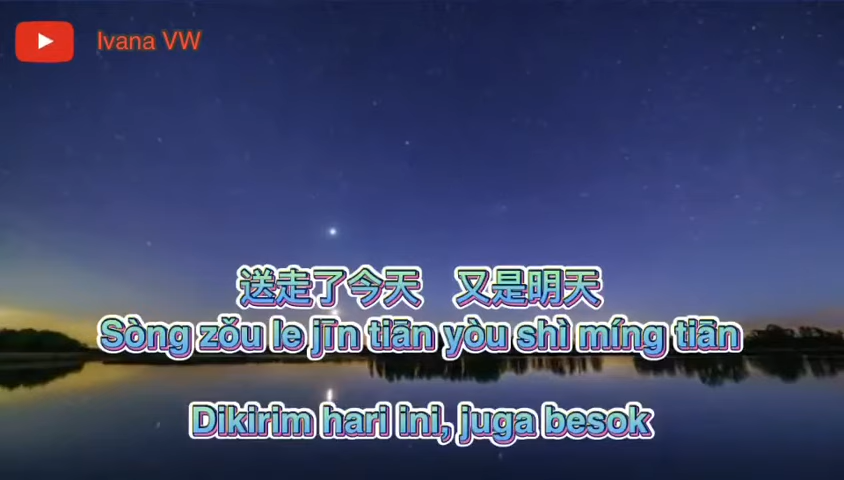 Ivana VW
送走了今天 又是明天
Sòng zǒu le jīn tiān yòu shì míng tiān
Dikirim hari ini, juga besok